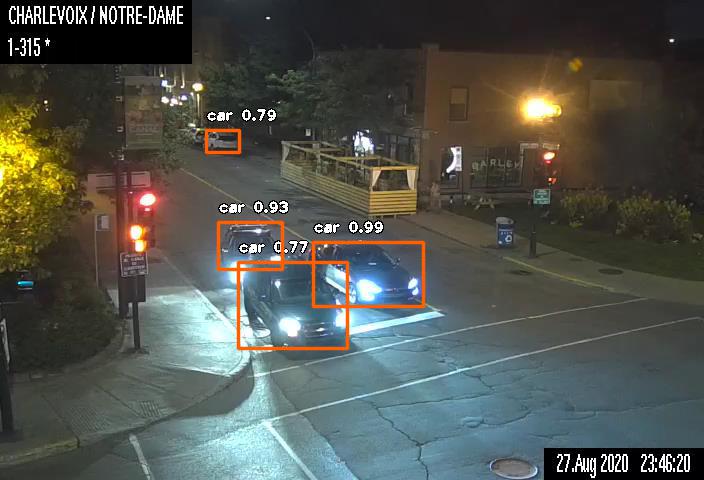 CHARLEVOIX / NOTRE-DAME
1-315 *
car 0.79
car 0.93
car 0.99
car 0.77
BARLEY
27.Aug 2020 23:46:20